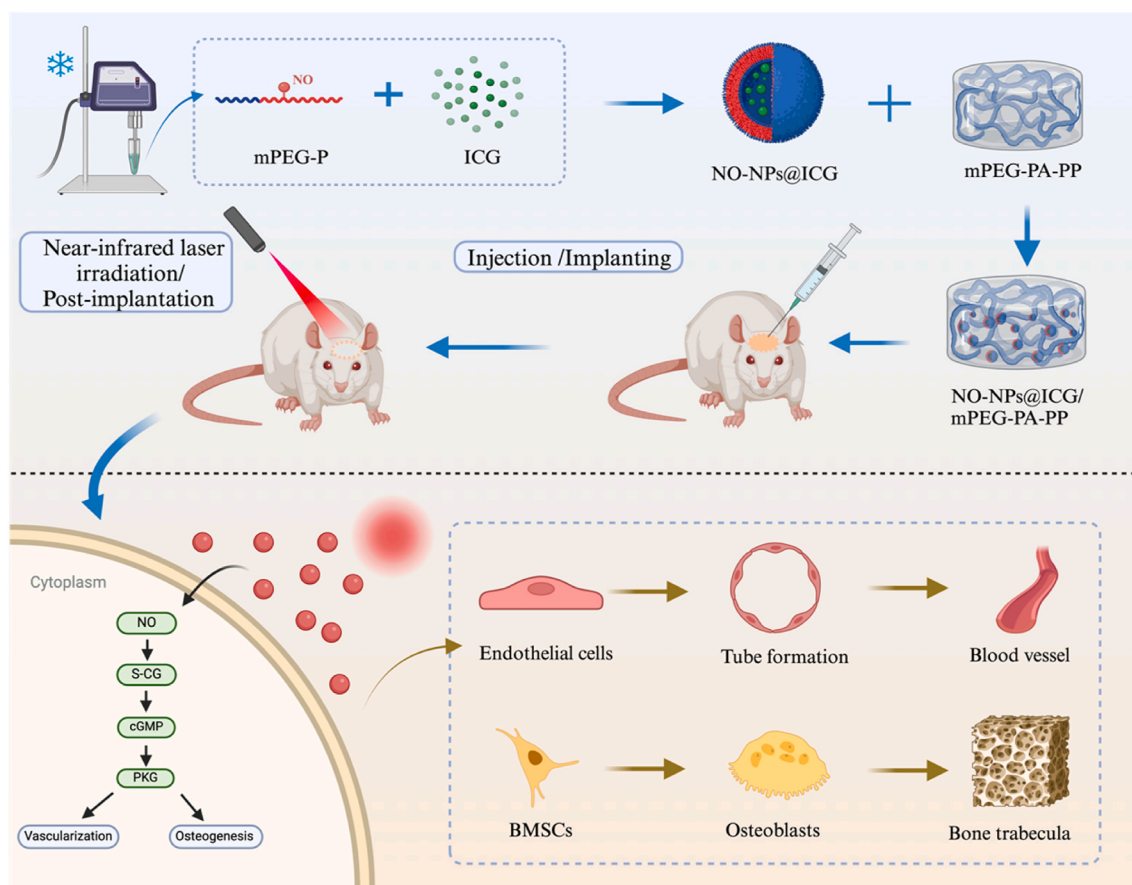 NO
+
mPEG-P
ICG
NO-NPs@ICG
+
mPEG-PA-PP
Near-infrared laser
irradiation/
Post-implantation
Injection /Implanting
NO-NPs@ICG/
mPEG-PA-PP
Cytoplasm
NO
S-CG
cGMP
PKG
Vascularization
Osteogenesis
Endothelial cells
Tube formation
Blood vessel
BMSCs
Osteoblasts
Bone trabecula